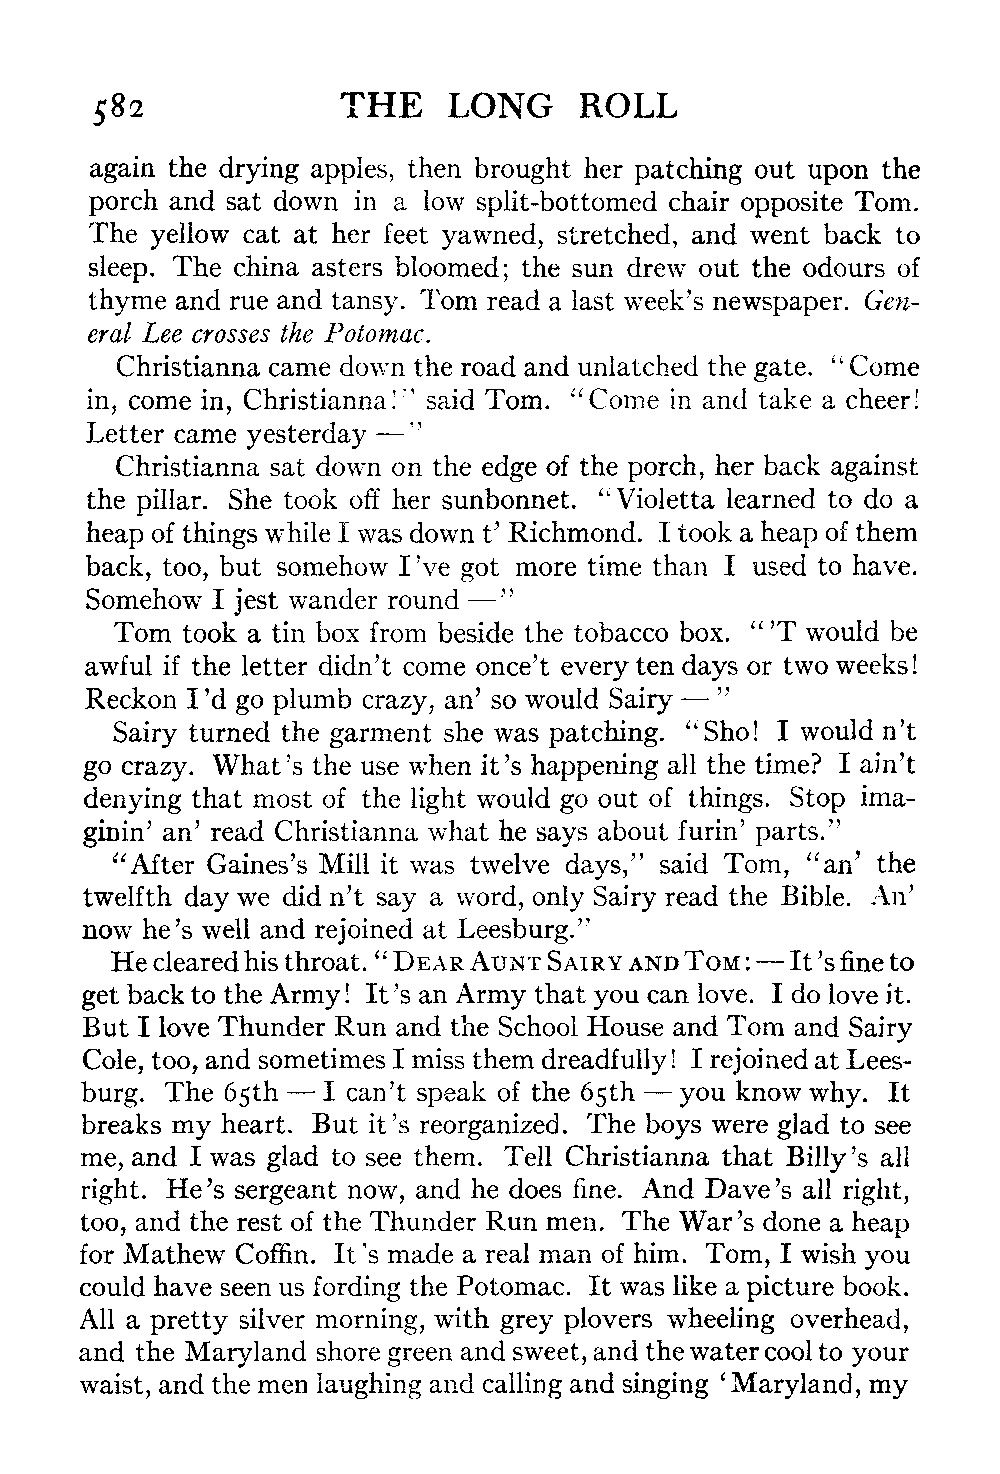 582 THE LONG ROLL
again the drying apples, then brought her patching out upon the
porch and sat down in a low split-bottomed chair opposite Tom.
The yellow cat at her feet yawned, stretched, and went back to
sleep. The china asters bloomed; the sun drew out the odours of
thyme and rue and tansy. Tom read a last week's newspaper. Gen-
eral Lee crosses the Potomac.
Christianna came down the road and unlatched the gate. "Come
in, come in, Christianna!" said Tom. "Come in and take a cheer!
Letter came yesterday —"
Christianna sat down on the edge of the porch, her back against
the pillar. She took off her sunbonnet. "Violetta learned to do a
heap of things while I was down t' Richmond. I took a heap of them
back, too, but somehow I've got more time than I used to have.
Somehow I jest wander round —"
Tom took a tin box from beside the tobacco box. "'T would be
awful if the letter didn't come once't every ten days or two weeks!
Reckon I'd go plumb crazy, an' so would Sairy — "
Sairy turned the garment she was patching. "Sho! I would n't
go crazy. What's the use when it's happening all the time? I ain't
denying that most of the light would go out of things. Stop ima-
ginin' an' read Christianna what he says about furin' parts."
"After Gaines's Mill it was twelve days," said Tom, "an' the
twelfth day we did n't say a word, only Sairy read the Bible. An'
now he's well and rejoined at Leesburg."
He cleared his throat. "DEAR AUNT SAIRY AND TOM: — It's fine to
get back to the Army! It's an Army that you can love. I do love it.
But I love Thunder Run and the School House and Tom and Sairy
Cole, too, and sometimes I miss them dreadfully! I rejoined at Lees-
burg. The 65th — I can't speak of the 65th — you know why. It
breaks my heart. But it's reorganized. The boys were glad to see
me, and I was glad to see them. Tell Christianna that Billy's all
right. He's sergeant now, and he does fine. And Dave's all right,
too, and the rest of the Thunder Run men. The War's done a heap
for Mathew Coffin. It's made a real man of him. Tom, I wish you
could have seen us fording the Potomac. It was like a picture book.
All a pretty silver morning, with grey plovers wheeling overhead,
and the Maryland shore green and sweet, and the water cool to your
waist, and the men laughing and calling and singing 'Maryland, my